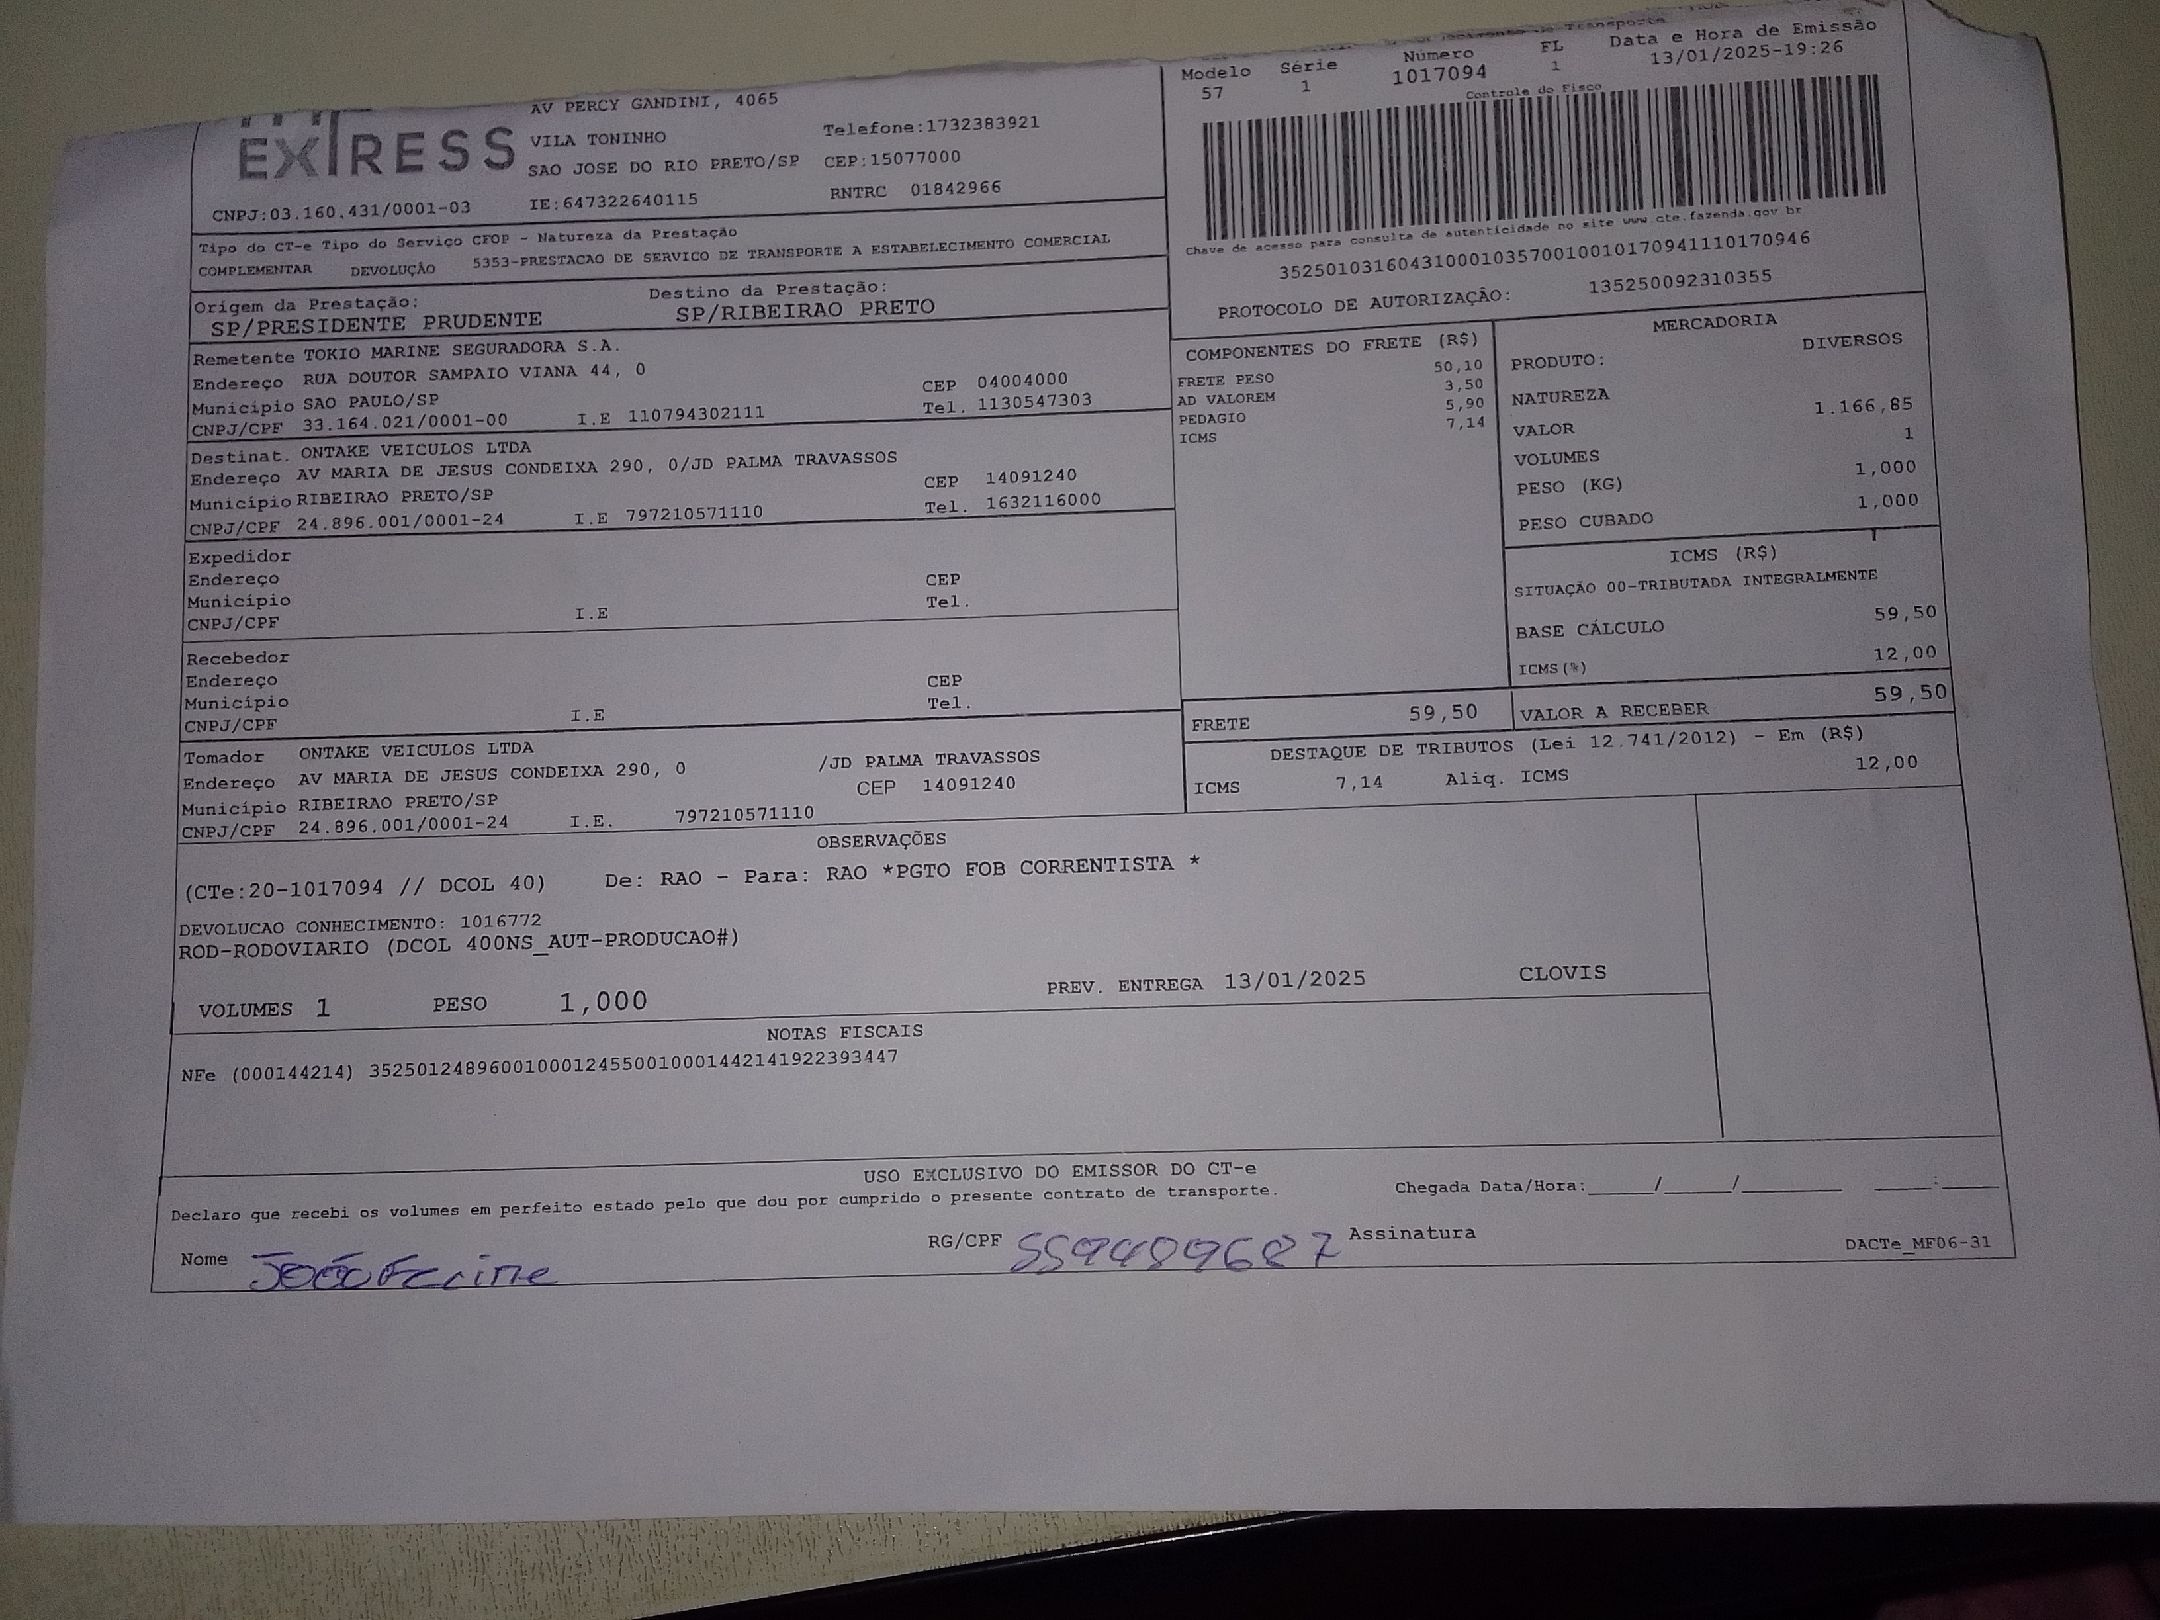 Modelo Série Número FL Data e Hora de Emissão
57 1 1017094 1 13/01/2025-19:26
Controle do Fisco
EXTRESS
AV PERCY GANDINI, 4065
VILA TONINHO Telefone:1732383921
SAO JOSE DO RIO PRETO/SP CEP:15077000
CNPJ:03.160.431/0001-03 IE:647322640115 RNTRC 01842966
Chave de acesso para consulta de autenticidade no site www.cte.fazenda.gov br
35250103160431000103570010010170941110170946
PROTOCOLO DE AUTORIZAÇÃO: 135250092310355
Tipo do CT-e Tipo do Serviço CFOP - Natureza da Prestação
COMPLEMENTAR DEVOLUÇÃO 5353-PRESTACAO DE SERVICO DE TRANSPORTE A ESTABELECIMENTO COMERCIAL
Origem da Prestação: Destino da Prestação:
SP/PRESIDENTE PRUDENTE SP/RIBEIRAO PRETO
Remetente TOKIO MARINE SEGURADORA S.A.
Endereço RUA DOUTOR SAMPAIO VIANA 44, 0 CEP 04004000
Município SAO PAULO/SP Tel. 1130547303
CNPJ/CPF 33.164.021/0001-00 I.E 110794302111
Destinat. ONTAKE VEICULOS LTDA
Endereço AV MARIA DE JESUS CONDEIXA 290, 0/JD PALMA TRAVASSOS
Município RIBEIRAO PRETO/SP CEP 14091240
CNPJ/CPF 24.896.001/0001-24 I.E 797210571110 Tel. 1632116000
Expedidor
Endereço CEP
Município Tel.
CNPJ/CPF I.E
Recebedor
Endereço CEP
Município Tel.
CNPJ/CPF I.E
Tomador ONTAKE VEICULOS LTDA
Endereço AV MARIA DE JESUS CONDEIXA 290, 0 /JD PALMA TRAVASSOS
Município RIBEIRAO PRETO/SP CEP 14091240
CNPJ/CPF 24.896.001/0001-24 I.E. 797210571110
COMPONENTES DO FRETE (R$)
FRETE PESO 50,10
AD VALOREM 3,50
PEDAGIO 5,90
ICMS 7,14
MERCADORIA
PRODUTO: DIVERSOS
NATUREZA
VALOR 1.166,85
VOLUMES 1
PESO (KG) 1,000
PESO CUBADO 1,000
ICMS (R$)
SITUAÇÃO 00-TRIBUTADA INTEGRALMENTE
BASE CÁLCULO 59,50
ICMS(%) 12,00
FRETE 59,50 VALOR A RECEBER 59,50
DESTAQUE DE TRIBUTOS (Lei 12.741/2012) - Em (R$)
ICMS 7,14 Aliq. ICMS 12,00
OBSERVAÇÕES
(CTe:20-1017094 // DCOL 40) De: RAO - Para: RAO *PGTO FOB CORRENTISTA *
DEVOLUCAO CONHECIMENTO: 1016772
ROD-RODOVIARIO (DCOL 400NS_AUT-PRODUCAO#)
VOLUMES 1 PESO 1,000 PREV. ENTREGA 13/01/2025 CLOVIS
NOTAS FISCAIS
NFe (000144214) 35250124896001000124550010001442141922393447
USO EXCLUSIVO DO EMISSOR DO CT-e
Declaro que recebi os volumes em perfeito estado pelo que dou por cumprido o presente contrato de transporte. Chegada Data/Hora:_____/_____/_______ ____:____
Nome João RG/CPF 559489687 Assinatura
DACTe_MF06-31